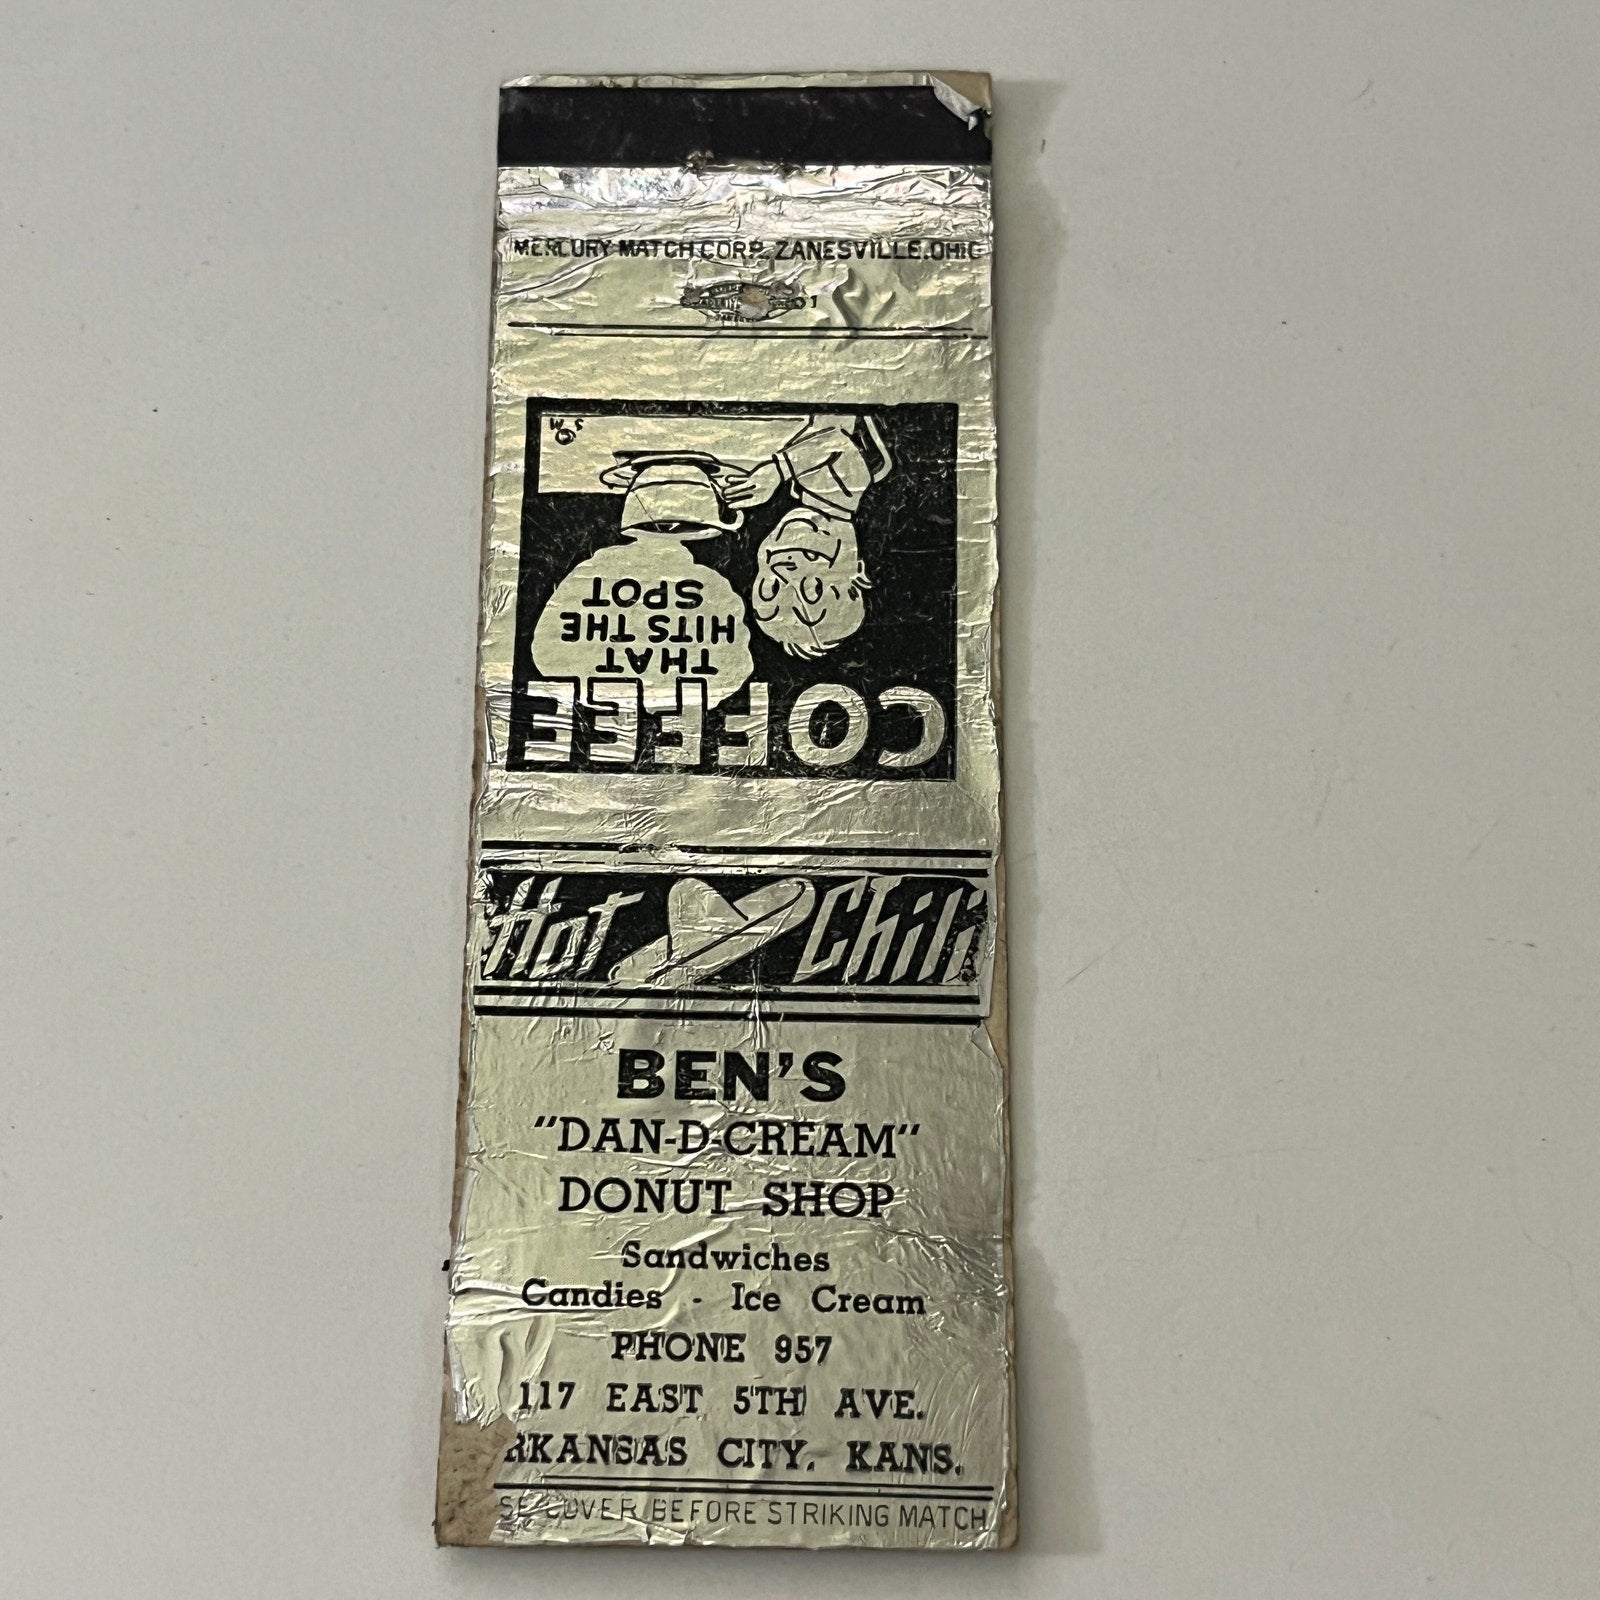 MERCURY MATCH CORP. ZANESVILLE. OHIO
COFFEE
THAT
HITS THE
SPOT
Hot Chili
BEN'S
"DAN-D-CREAM"
DONUT SHOP
Sandwiches
Candies - Ice Cream
PHONE 957
117 EAST 5TH AVE.
RKANSAS CITY, KANS.
COVER BEFORE STRIKING MATCH